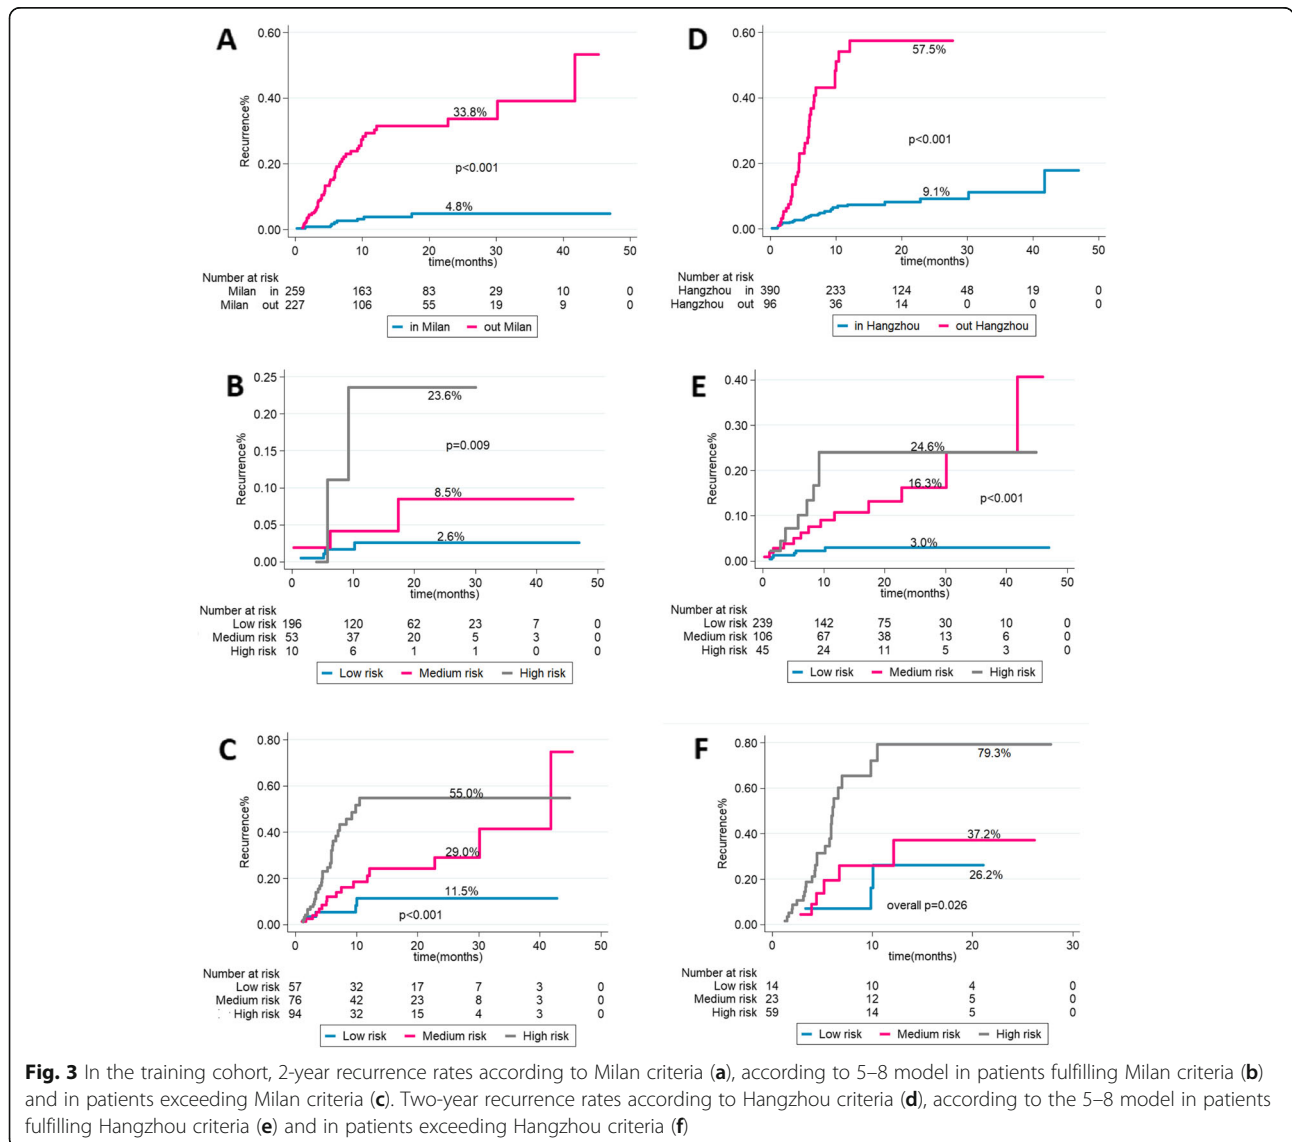 A
0.60
0.40
0.20
0.00
Recurrence%
33.8%
p<0.001
4.8%
0 10 20 30 40 50
time(months)
Number at risk
Milan in 259 163 83 29 10 0
Milan out 227 106 55 19 9 0
in Milan out Milan
D
0.60
0.40
0.20
0.00
Recurrence%
57.5%
p<0.001
9.1%
0 10 20 30 40 50
time(months)
Number at risk
Hangzhou in 390 233 124 48 19 0
Hangzhou out 96 36 14 0 0 0
in Hangzhou out Hangzhou
B
0.25
0.20
0.15
0.10
0.05
0.00
Recurrence%
23.6%
p=0.009
8.5%
2.6%
0 10 20 30 40 50
time(months)
Number at risk
Low risk 196 120 62 23 7 0
Medium risk 53 37 20 5 3 0
High risk 10 6 1 1 0 0
Low risk Medium risk High risk
E
0.40
0.30
0.20
0.10
0.00
Recurrence%
24.6%
16.3%
p<0.001
3.0%
0 10 20 30 40 50
time(months)
Number at risk
Low risk 239 142 75 30 10 0
Medium risk 106 67 38 13 6 0
High risk 45 24 11 5 3 0
Low risk Medium risk High risk
C
0.80
0.60
0.40
0.20
0.00
Recurrence%
55.0%
29.0%
11.5%
p<0.001
0 10 20 30 40 50
time(months)
Number at risk
Low risk 57 32 17 7 3 0
Medium risk 76 42 23 8 3 0
High risk 94 32 15 4 3 0
Low risk Medium risk High risk
F
0.80
0.60
0.40
0.20
0.00
Recurrence%
79.3%
37.2%
26.2%
overall p=0.026
0 10 20 30
time(months)
Number at risk
Low risk 14 10 4 0
Medium risk 23 12 5 0
High risk 59 14 5 0
Low risk Medium risk High risk
Fig. 3 In the training cohort, 2-year recurrence rates according to Milan criteria (a), according to 5–8 model in patients fulfilling Milan criteria (b)
and in patients exceeding Milan criteria (c). Two-year recurrence rates according to Hangzhou criteria (d), according to the 5–8 model in patients
fulfilling Hangzhou criteria (e) and in patients exceeding Hangzhou criteria (f)